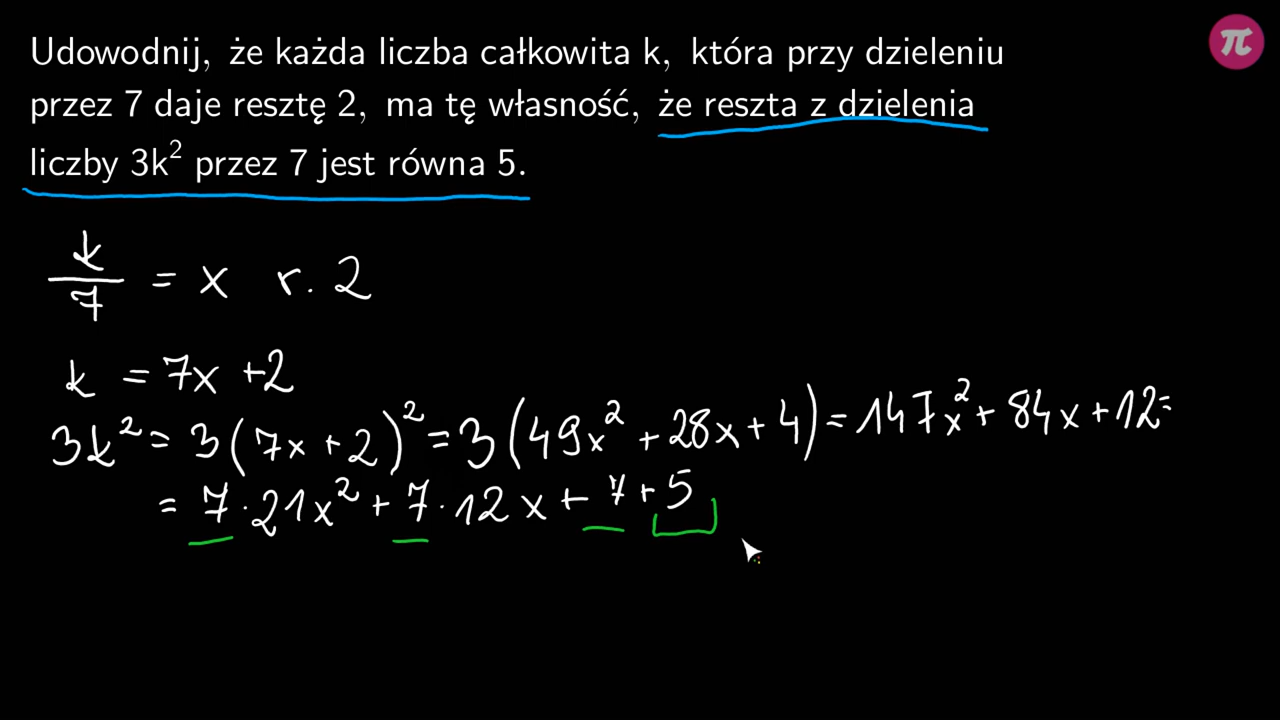 Udowodnij, że każda liczba całkowita k, która przy dzieleniu
przez 7 daje resztę 2, ma tę własność, że reszta z dzielenia
liczby 3k² przez 7 jest równa 5.
π
k/7 = x r. 2
k = 7x +2
3k² = 3(7x+2)² = 3(49x² +28x+4) = 147x² + 84x+12 =
= 7·21x² + 7·12x + 7+5